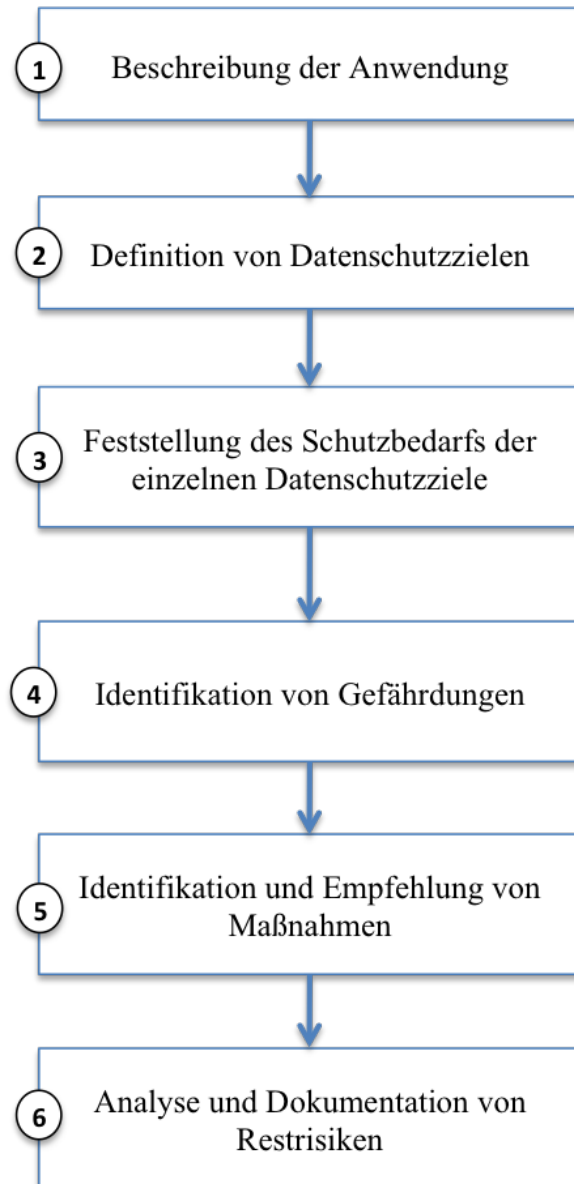 1 Beschreibung der Anwendung
2 Definition von Datenschutzzielen
3 Feststellung des Schutzbedarfs der
einzelnen Datenschutzziele
4 Identifikation von Gefährdungen
5 Identifikation und Empfehlung von
Maßnahmen
6 Analyse und Dokumentation von
Restrisiken